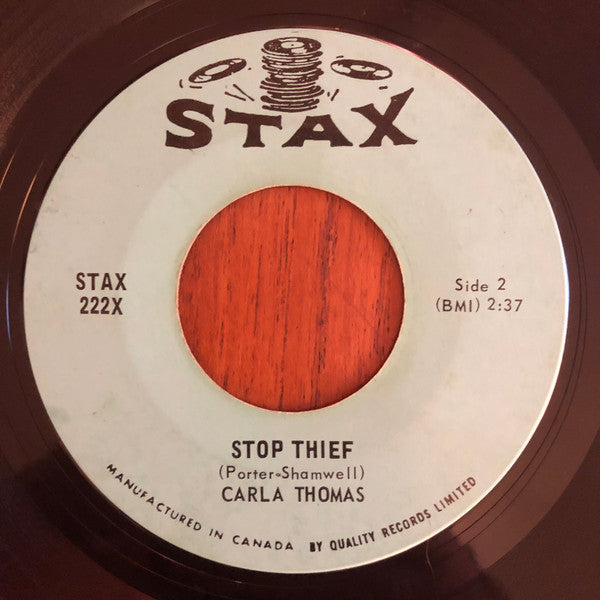 STAX
STAX
222X
Side 2
(BMI) 2:37
STOP THIEF
(Porter-Shamwell)
CARLA THOMAS
MANUFACTURED IN CANADA BY QUALITY RECORDS LIMITED